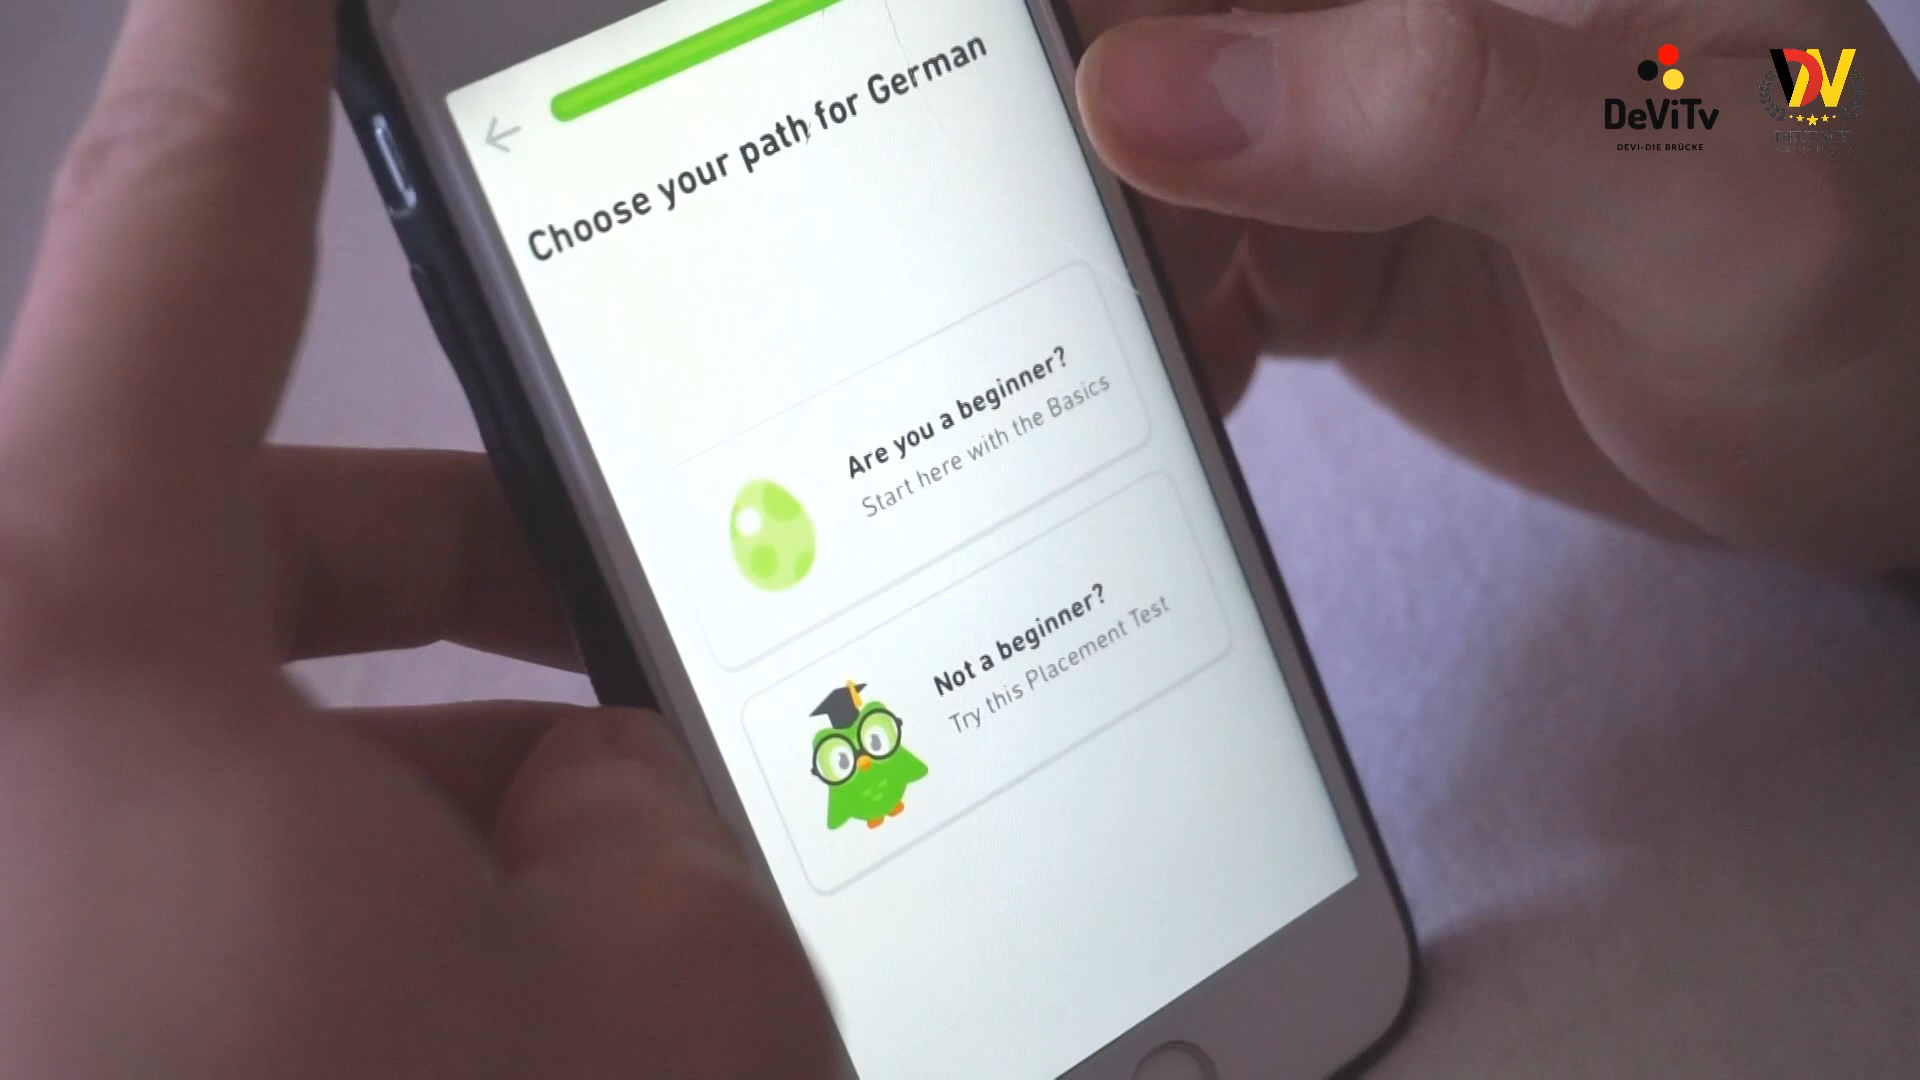 Choose your path for German
Are you a beginner?
Start here with the Basics
Not a beginner?
Try this Placement Test
DeViTv
DEVI-DIE BRÜCKE